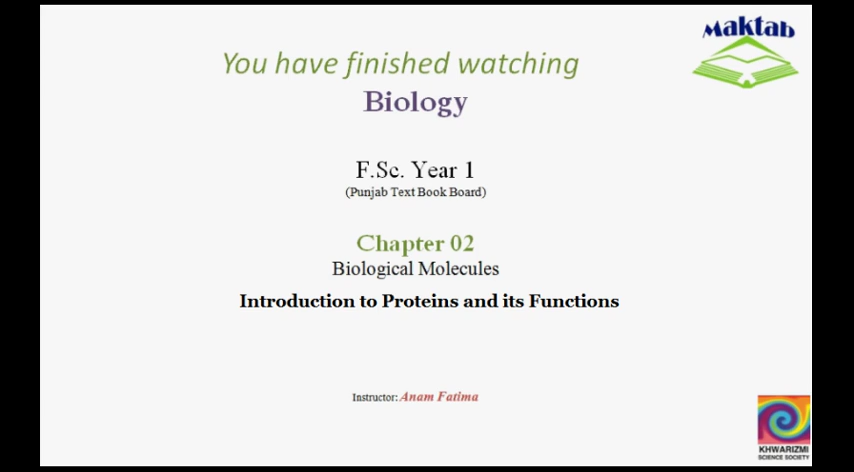 Maktab
You have finished watching
Biology
F.Sc. Year 1
(Punjab Text Book Board)
Chapter 02
Biological Molecules
Introduction to Proteins and its Functions
Instructor: Anam Fatima
KHWARIZMI
SCIENCE SOCIETY